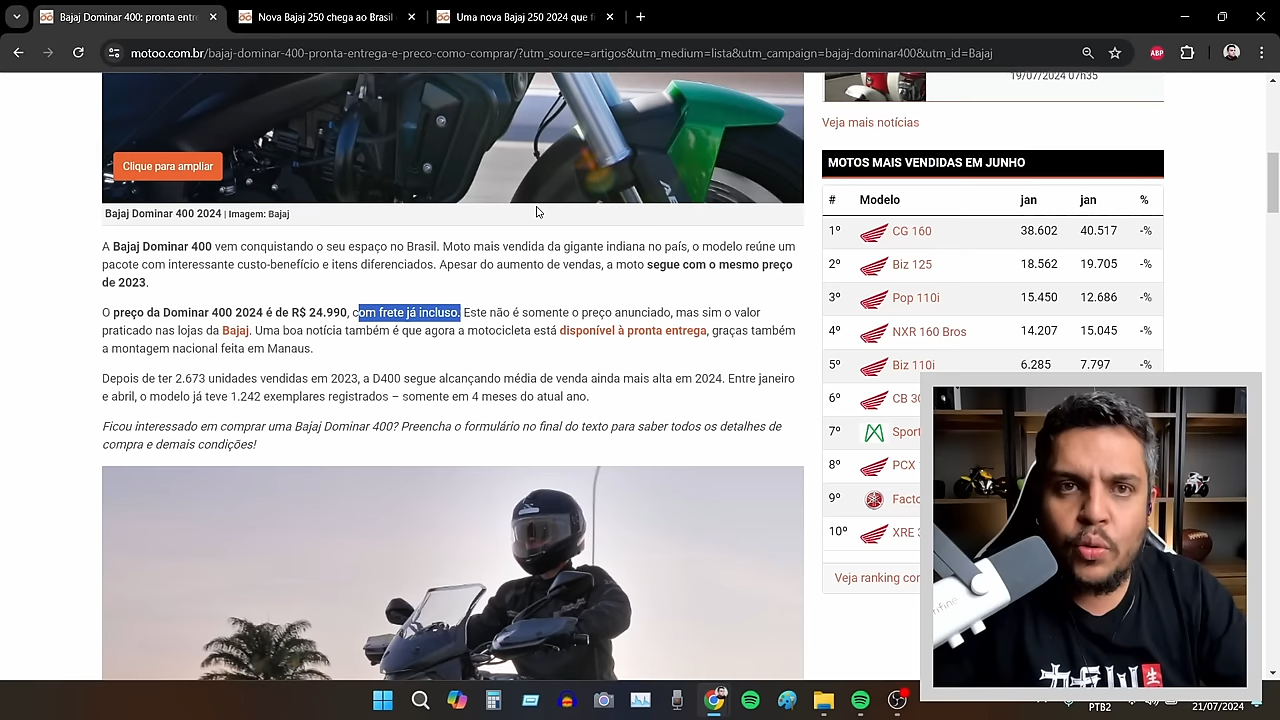 Bajaj Dominar 400: pronta entre
Nova Bajaj 250 chega ao Brasil
Uma nova Bajaj 250 2024 que f
motoo.com.br/bajaj-dominar-400-pronta-entrega-e-preco-como-comprar/?utm_source=artigos&utm_medium=lista&utm_campaign=bajaj-dominar400&utm_id=Bajaj
ABP
Clique para ampliar
Bajaj Dominar 400 2024 | Imagem: Bajaj
A Bajaj Dominar 400 vem conquistando o seu espaço no Brasil. Moto mais vendida da gigante indiana no país, o modelo reúne um
pacote com interessante custo-benefício e itens diferenciados. Apesar do aumento de vendas, a moto segue com o mesmo preço
de 2023.
O preço da Dominar 400 2024 é de R$ 24.990, com frete já incluso. Este não é somente o preço anunciado, mas sim o valor
praticado nas lojas da Bajaj. Uma boa notícia também é que agora a motocicleta está disponível à pronta entrega, graças também
a montagem nacional feita em Manaus.
Depois de ter 2.673 unidades vendidas em 2023, a D400 segue alcançando média de venda ainda mais alta em 2024. Entre janeiro
e abril, o modelo já teve 1.242 exemplares registrados – somente em 4 meses do atual ano.
Ficou interessado em comprar uma Bajaj Dominar 400? Preencha o formulário no final do texto para saber todos os detalhes de
compra e demais condições!
19/07/2024 07h35
Veja mais notícias
MOTOS MAIS VENDIDAS EM JUNHO
# Modelo jan jan %
1º CG 160 38.602 40.517 -%
2º Biz 125 18.562 19.705 -%
3º Pop 110i 15.450 12.686 -%
4º NXR 160 Bros 14.207 15.045 -%
5º Biz 110i 6.285 7.797 -%
6º CB 30
7º Sport
8º PCX
9º Facto
10º XRE 3
Veja ranking cor
PTB2
21/07/2024